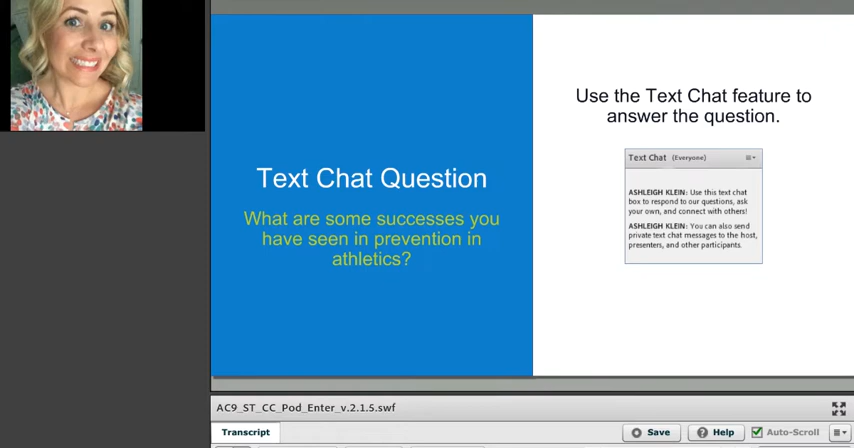 Text Chat Question
What are some successes you
have seen in prevention in
athletics?
Use the Text Chat feature to
answer the question.
Text Chat (Everyone)
ASHLEIGH KLEIN: Use this text chat
box to respond to our questions, ask
your own, and connect with others!
ASHLEIGH KLEIN: You can also send
private text chat messages to the host,
presenters, and other participants.
AC9_ST_CC_Pod_Enter_v.2.1.5.swf
Transcript
Save
Help
Auto-Scroll